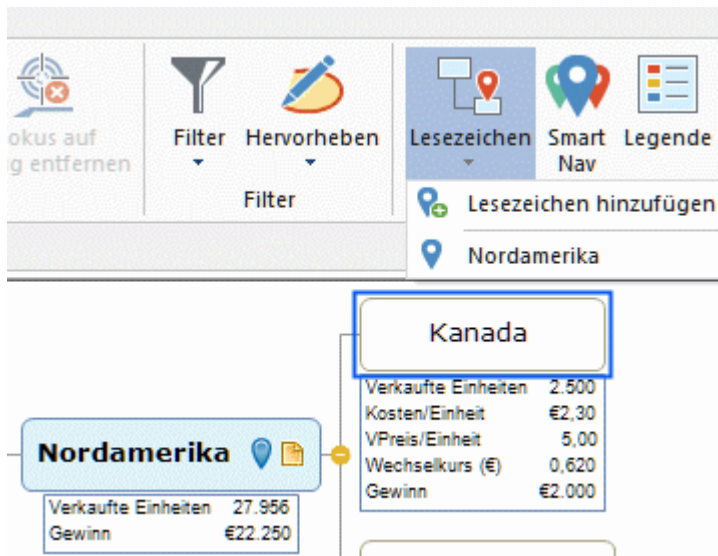 okus auf
g entfernen
Filter
Hervorheben
Filter
Lesezeichen
Smart
Nav
Legende
Lesezeichen hinzufügen
Nordamerika
Kanada
Verkaufte Einheiten 2.500
Kosten/Einheit €2,30
VPreis/Einheit 5,00
Wechselkurs (€) 0,620
Gewinn €2.000
Nordamerika
Verkaufte Einheiten 27.956
Gewinn €22.250